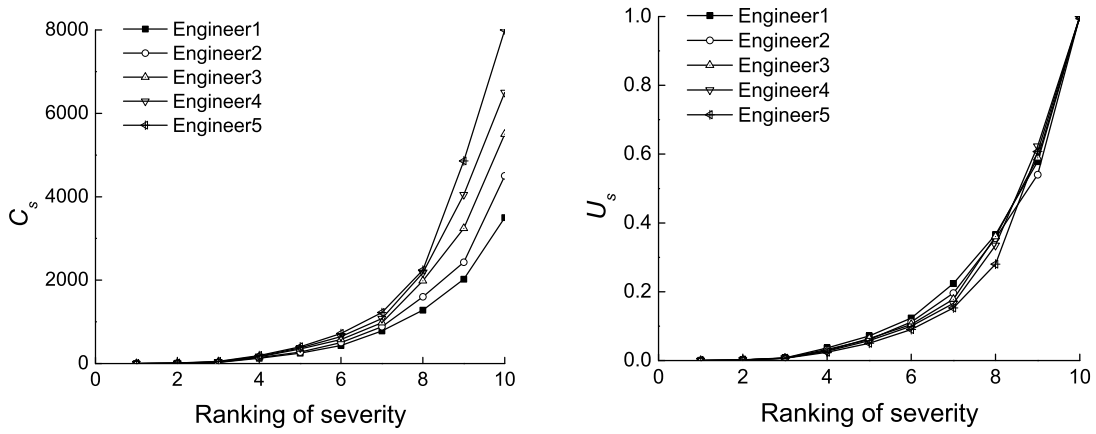 8000
6000
4000
2000
0
C s
Engineer1
Engineer2
Engineer3
Engineer4
Engineer5
0 2 4 6 8 10
Ranking of severity
1.0
0.8
0.6
0.4
0.2
0.0
U s
Engineer1
Engineer2
Engineer3
Engineer4
Engineer5
0 2 4 6 8 10
Ranking of severity